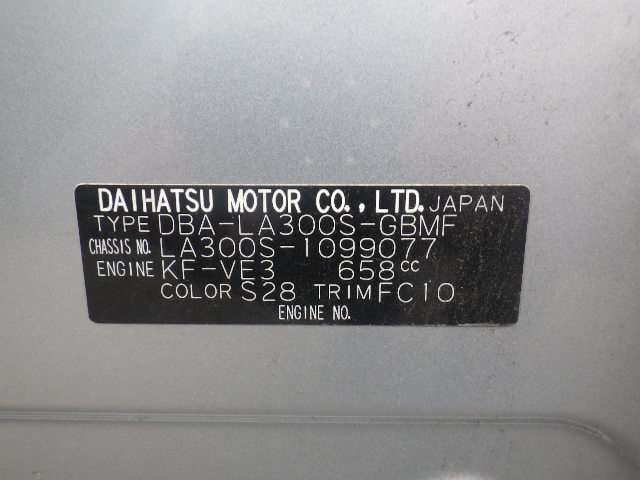 DAIHATSU MOTOR CO., LTD. JAPAN
TYPE DBA-LA300S-GBMF
CHASSIS NO. LA300S-1099077
ENGINE KF-VE3 658cc
COLOR S28 TRIM FC10
ENGINE NO.